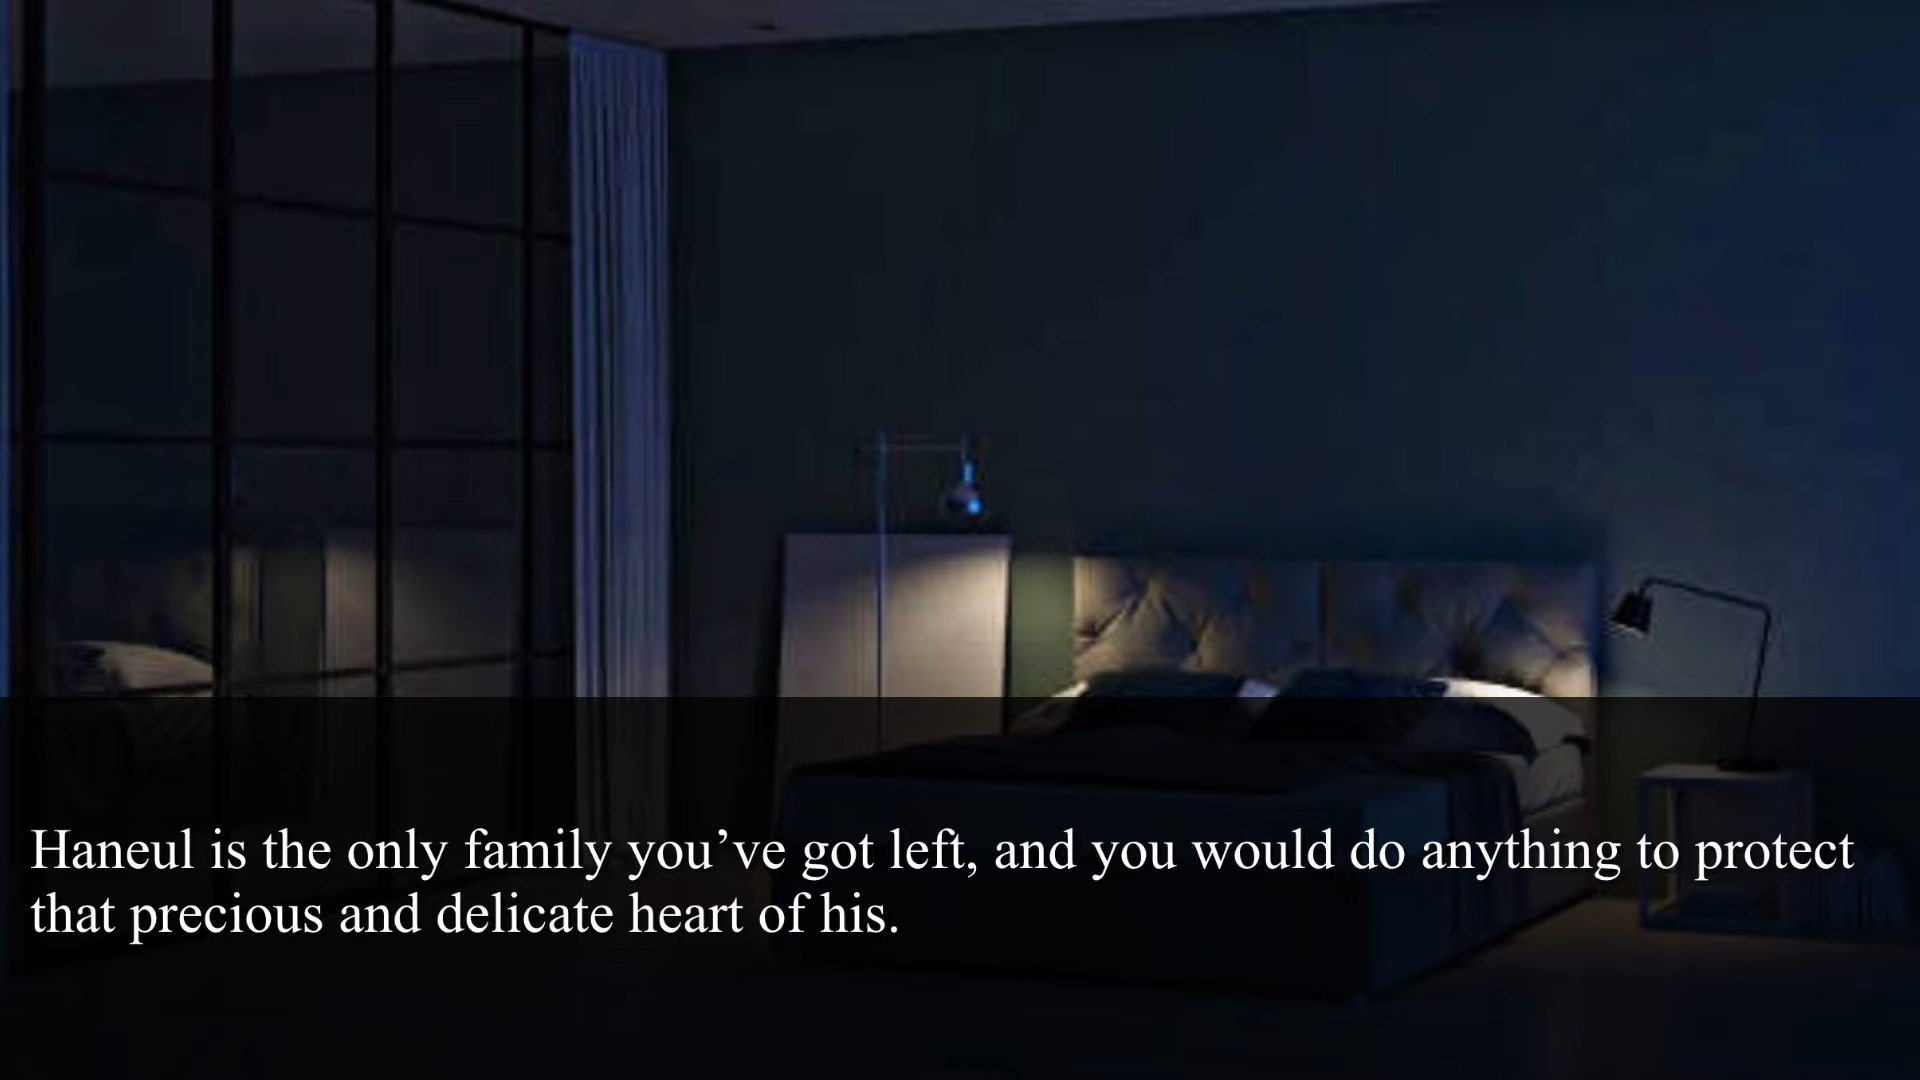 Haneul is the only family you’ve got left, and you would do anything to protect
that precious and delicate heart of his.